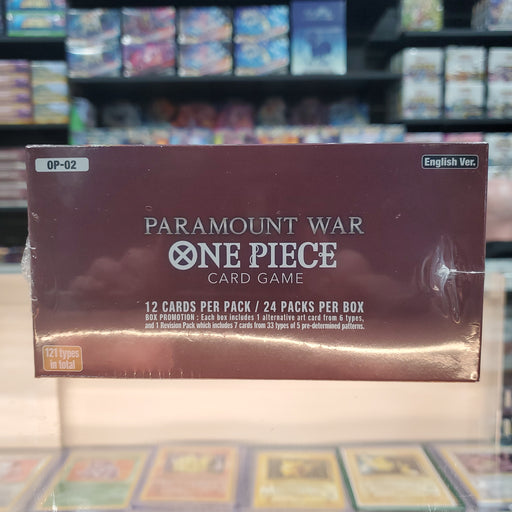 OP-02
English Ver.
PARAMOUNT WAR
ONE PIECE
CARD GAME
12 CARDS PER PACK / 24 PACKS PER BOX
BOX PROMOTION : Each box includes 1 alternative art card from 6 types,
and 1 Revision Pack which includes 7 cards from 33 types of 5 pre-determined patterns.
121 types
in total